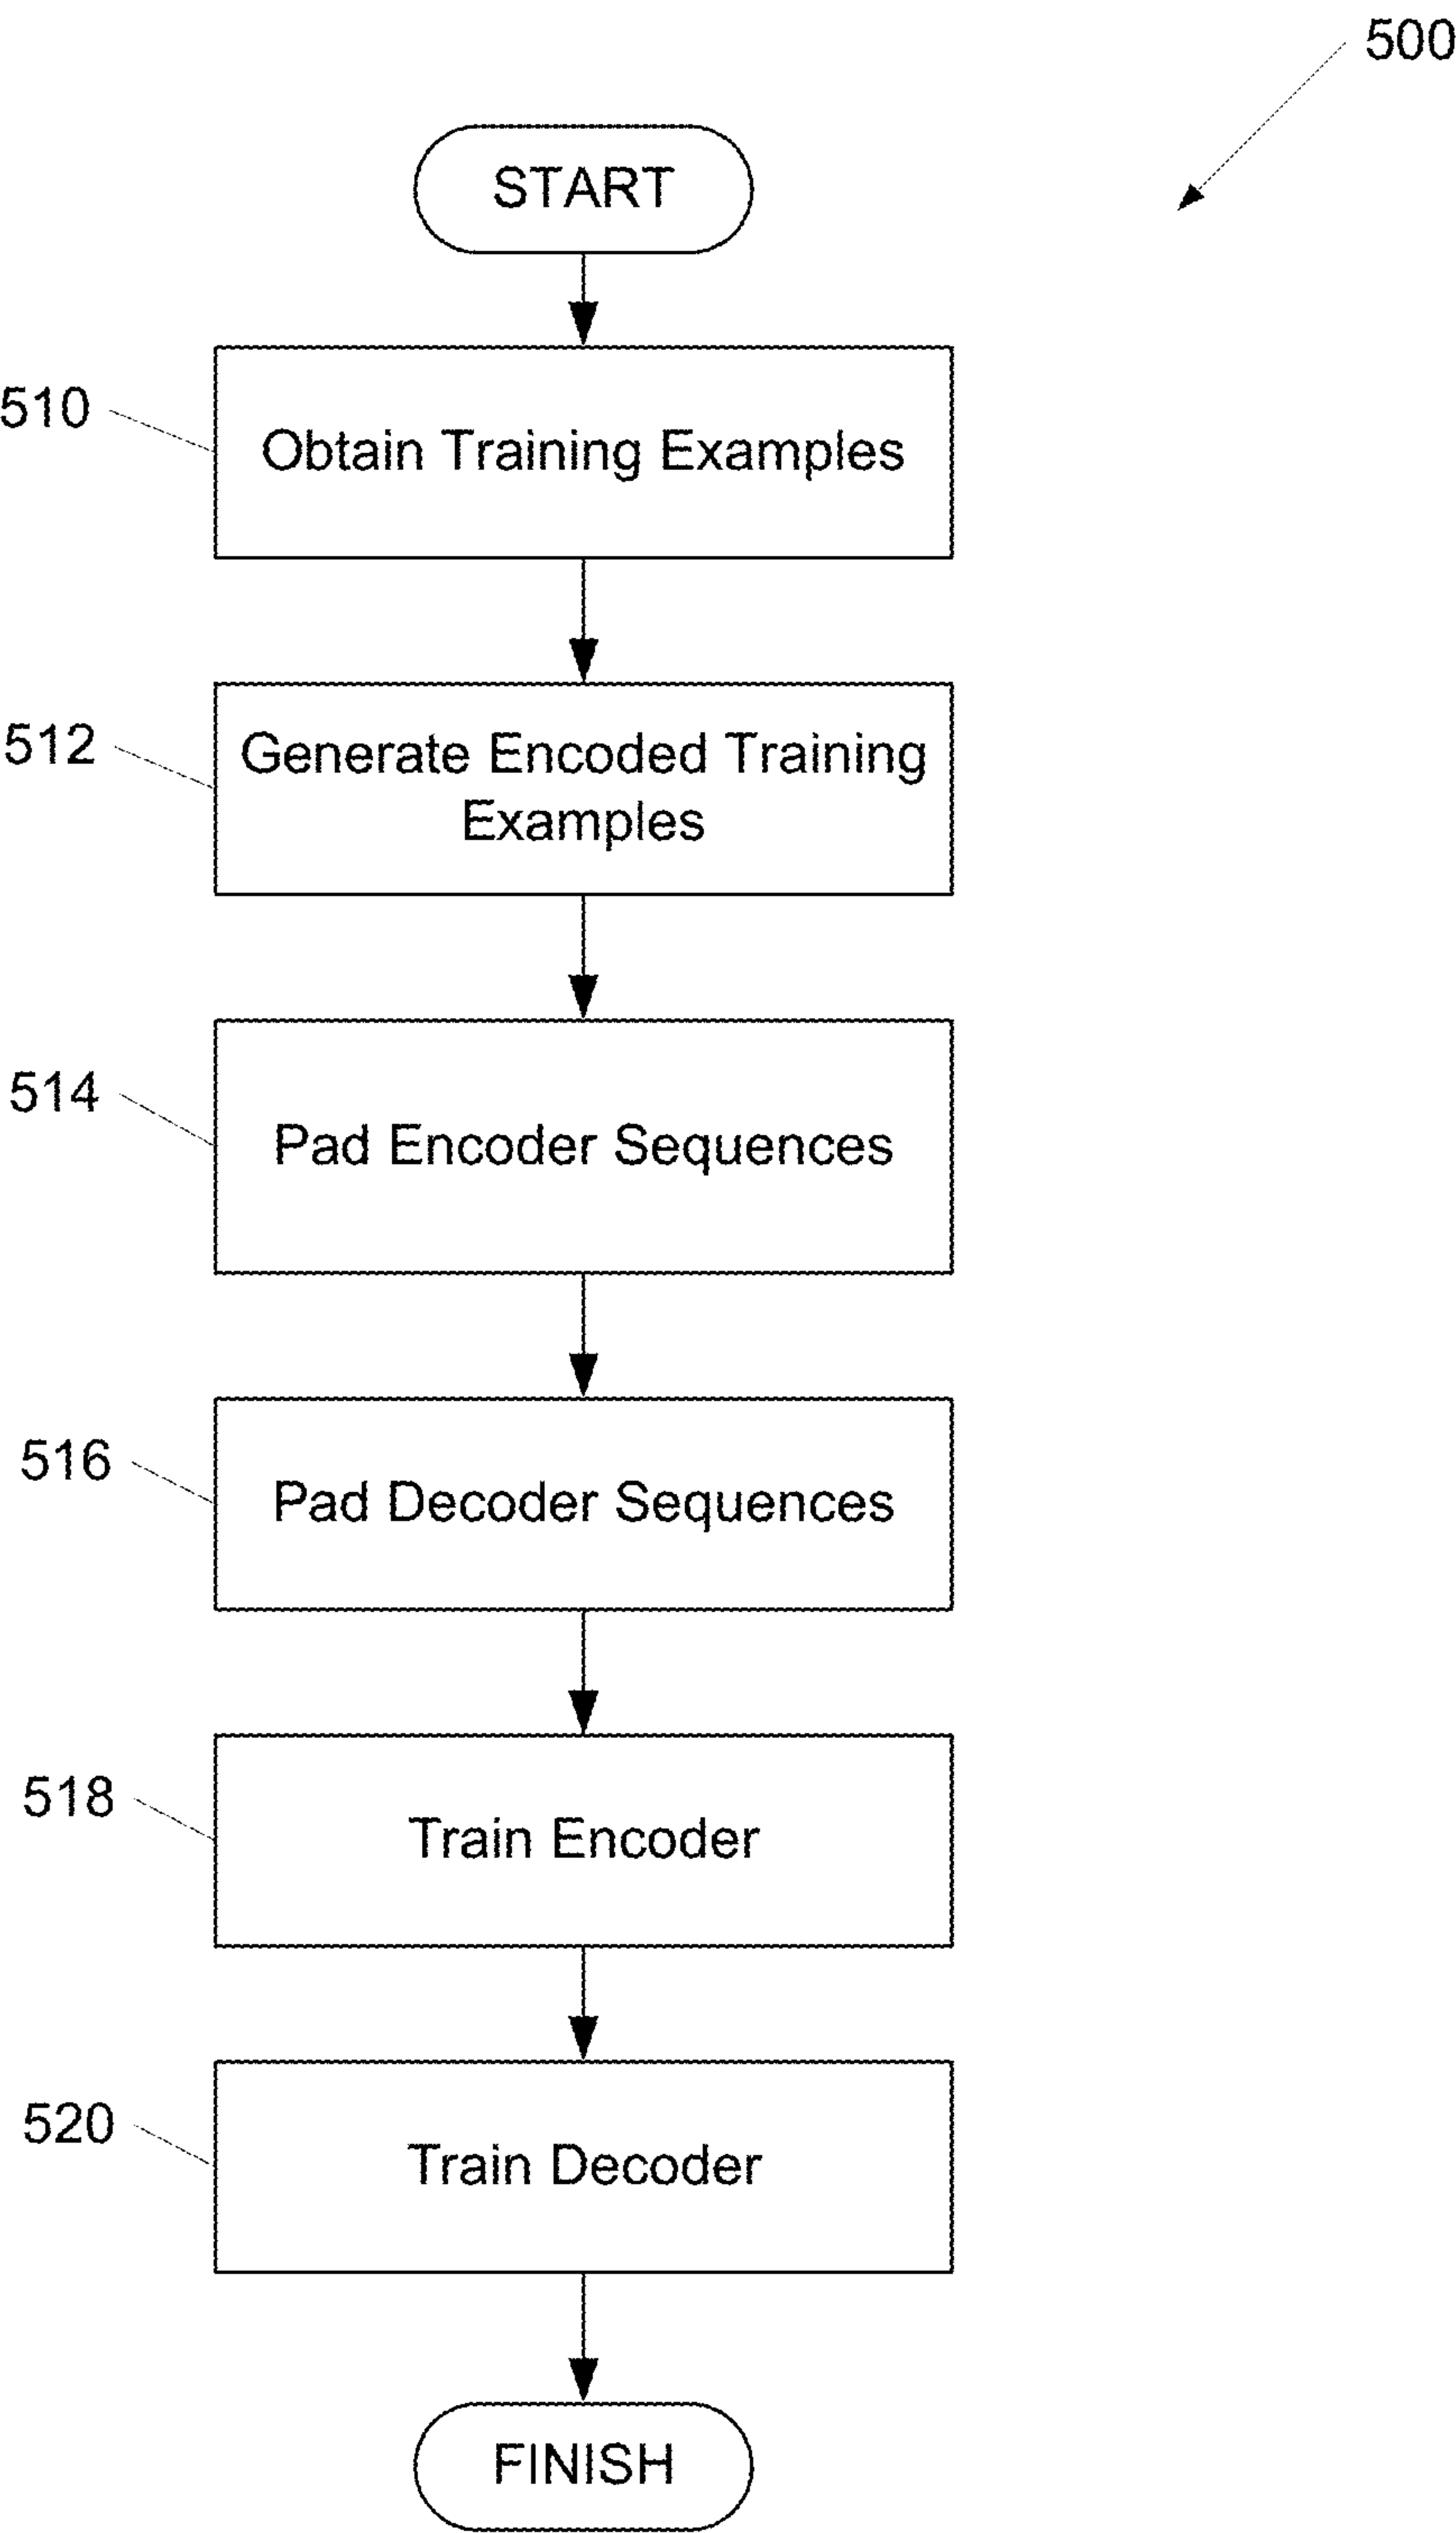 500
START
510
Obtain Training Examples
512
Generate Encoded Training
Examples
514
Pad Encoder Sequences
516
Pad Decoder Sequences
518
Train Encoder
520
Train Decoder
FINISH